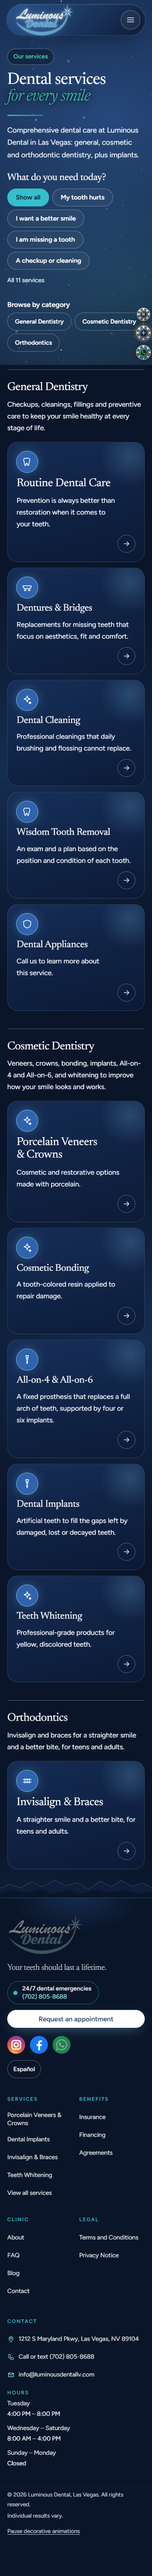 Luminous
Dental
Our services
Dental services
for every smile
Comprehensive dental care at Luminous
Dental in Las Vegas: general, cosmetic
and orthodontic dentistry, plus implants.
What do you need today?
Show all
My tooth hurts
I want a better smile
I am missing a tooth
A checkup or cleaning
All 11 services
Browse by category
General Dentistry
Cosmetic Dentistry
Orthodontics
General Dentistry
Checkups, cleanings, fillings and preventive
care to keep your smile healthy at every
stage of life.
Routine Dental Care
Prevention is always better than
restoration when it comes to
your teeth.
Dentures & Bridges
Replacements for missing teeth that
focus on aesthetics, fit and comfort.
Dental Cleaning
Professional cleanings that daily
brushing and flossing cannot replace.
Wisdom Tooth Removal
An exam and a plan based on the
position and condition of each tooth.
Dental Appliances
Call us to learn more about
this service.
Cosmetic Dentistry
Veneers, crowns, bonding, implants, All-on-
4 and All-on-6, and whitening to improve
how your smile looks and works.
Porcelain Veneers
& Crowns
Cosmetic and restorative options
made with porcelain.
Cosmetic Bonding
A tooth-colored resin applied to
repair damage.
All-on-4 & All-on-6
A fixed prosthesis that replaces a full
arch of teeth, supported by four or
six implants.
Dental Implants
Artificial teeth to fill the gaps left by
damaged, lost or decayed teeth.
Teeth Whitening
Professional-grade products for
yellow, discolored teeth.
Orthodontics
Invisalign and braces for a straighter smile
and a better bite, for teens and adults.
Invisalign & Braces
A straighter smile and a better bite, for
teens and adults.
Luminous
Dental
Your teeth should last a lifetime.
24/7 dental emergencies
(702) 805-8688
Request an appointment
Español
SERVICES
Porcelain Veneers &
Crowns
Dental Implants
Invisalign & Braces
Teeth Whitening
View all services
BENEFITS
Insurance
Financing
Agreements
CLINIC
About
FAQ
Blog
Contact
LEGAL
Terms and Conditions
Privacy Notice
CONTACT
1212 S Maryland Pkwy, Las Vegas, NV 89104
Call or text (702) 805-8688
info@luminousdentallv.com
HOURS
Tuesday
4:00 PM – 8:00 PM
Wednesday – Saturday
8:00 AM – 4:00 PM
Sunday – Monday
Closed
© 2026 Luminous Dental, Las Vegas. All rights
reserved.
Individual results vary.
Pause decorative animations